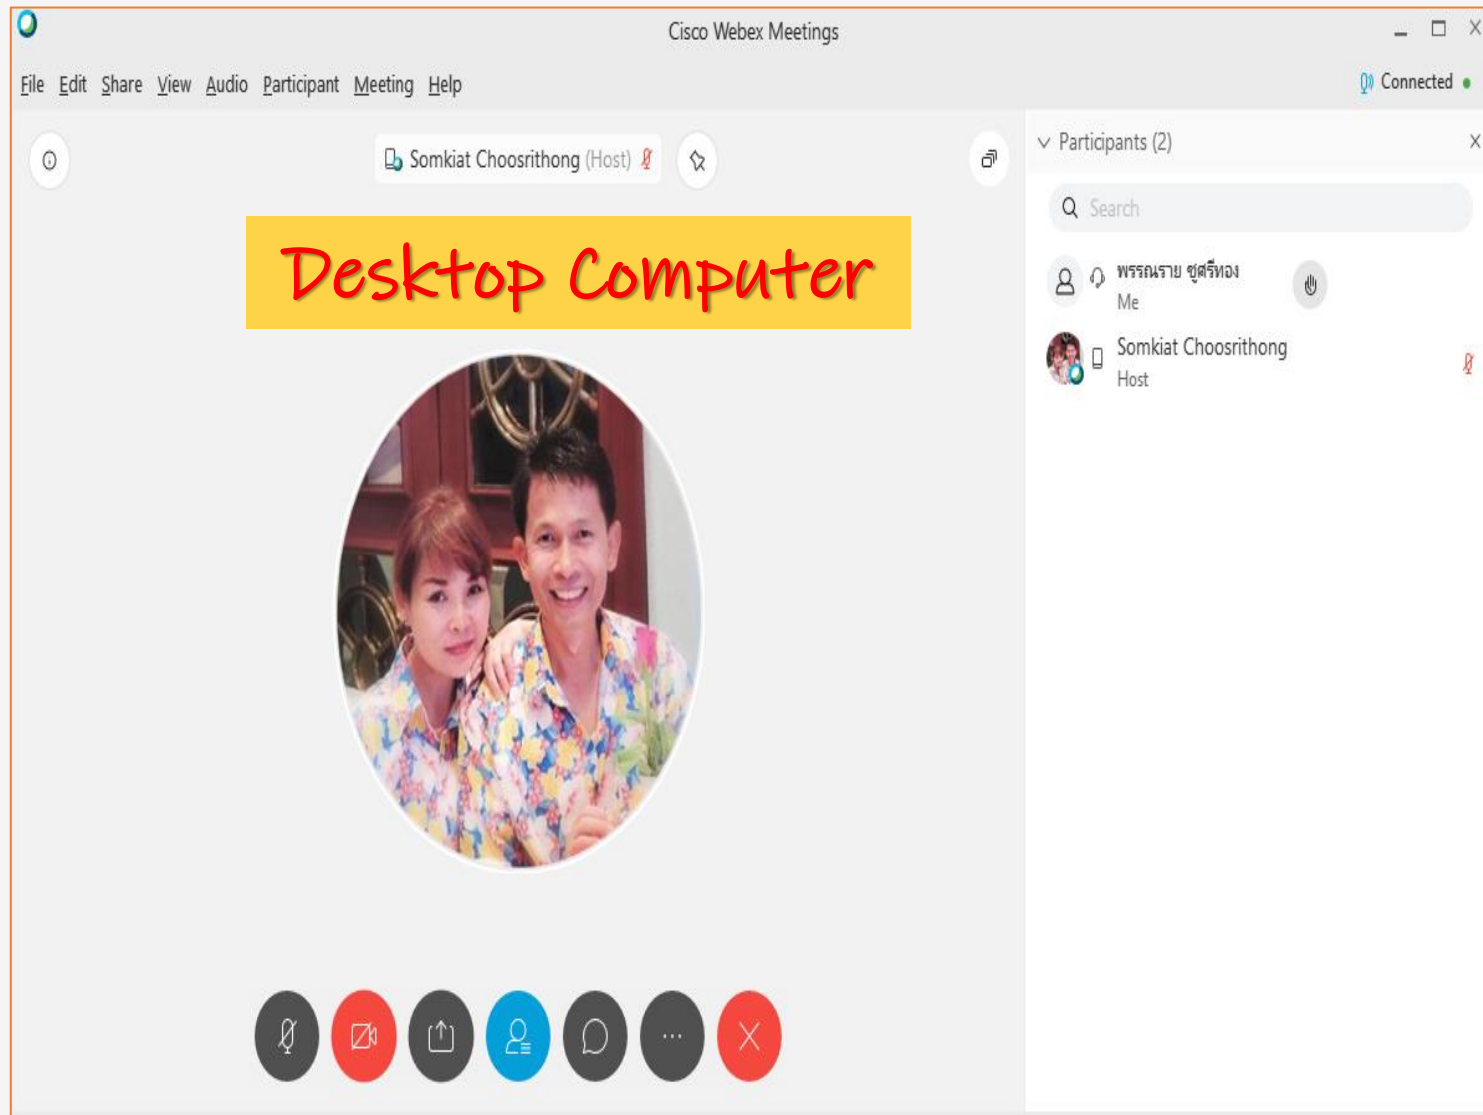 Cisco Webex Meetings
File Edit Share View Audio Participant Meeting Help
Connected
Somkiat Choosrithong (Host)
Participants (2)
Search
Desktop Computer
พรรณราย ชูศรีทอง
Me
Somkiat Choosrithong
Host